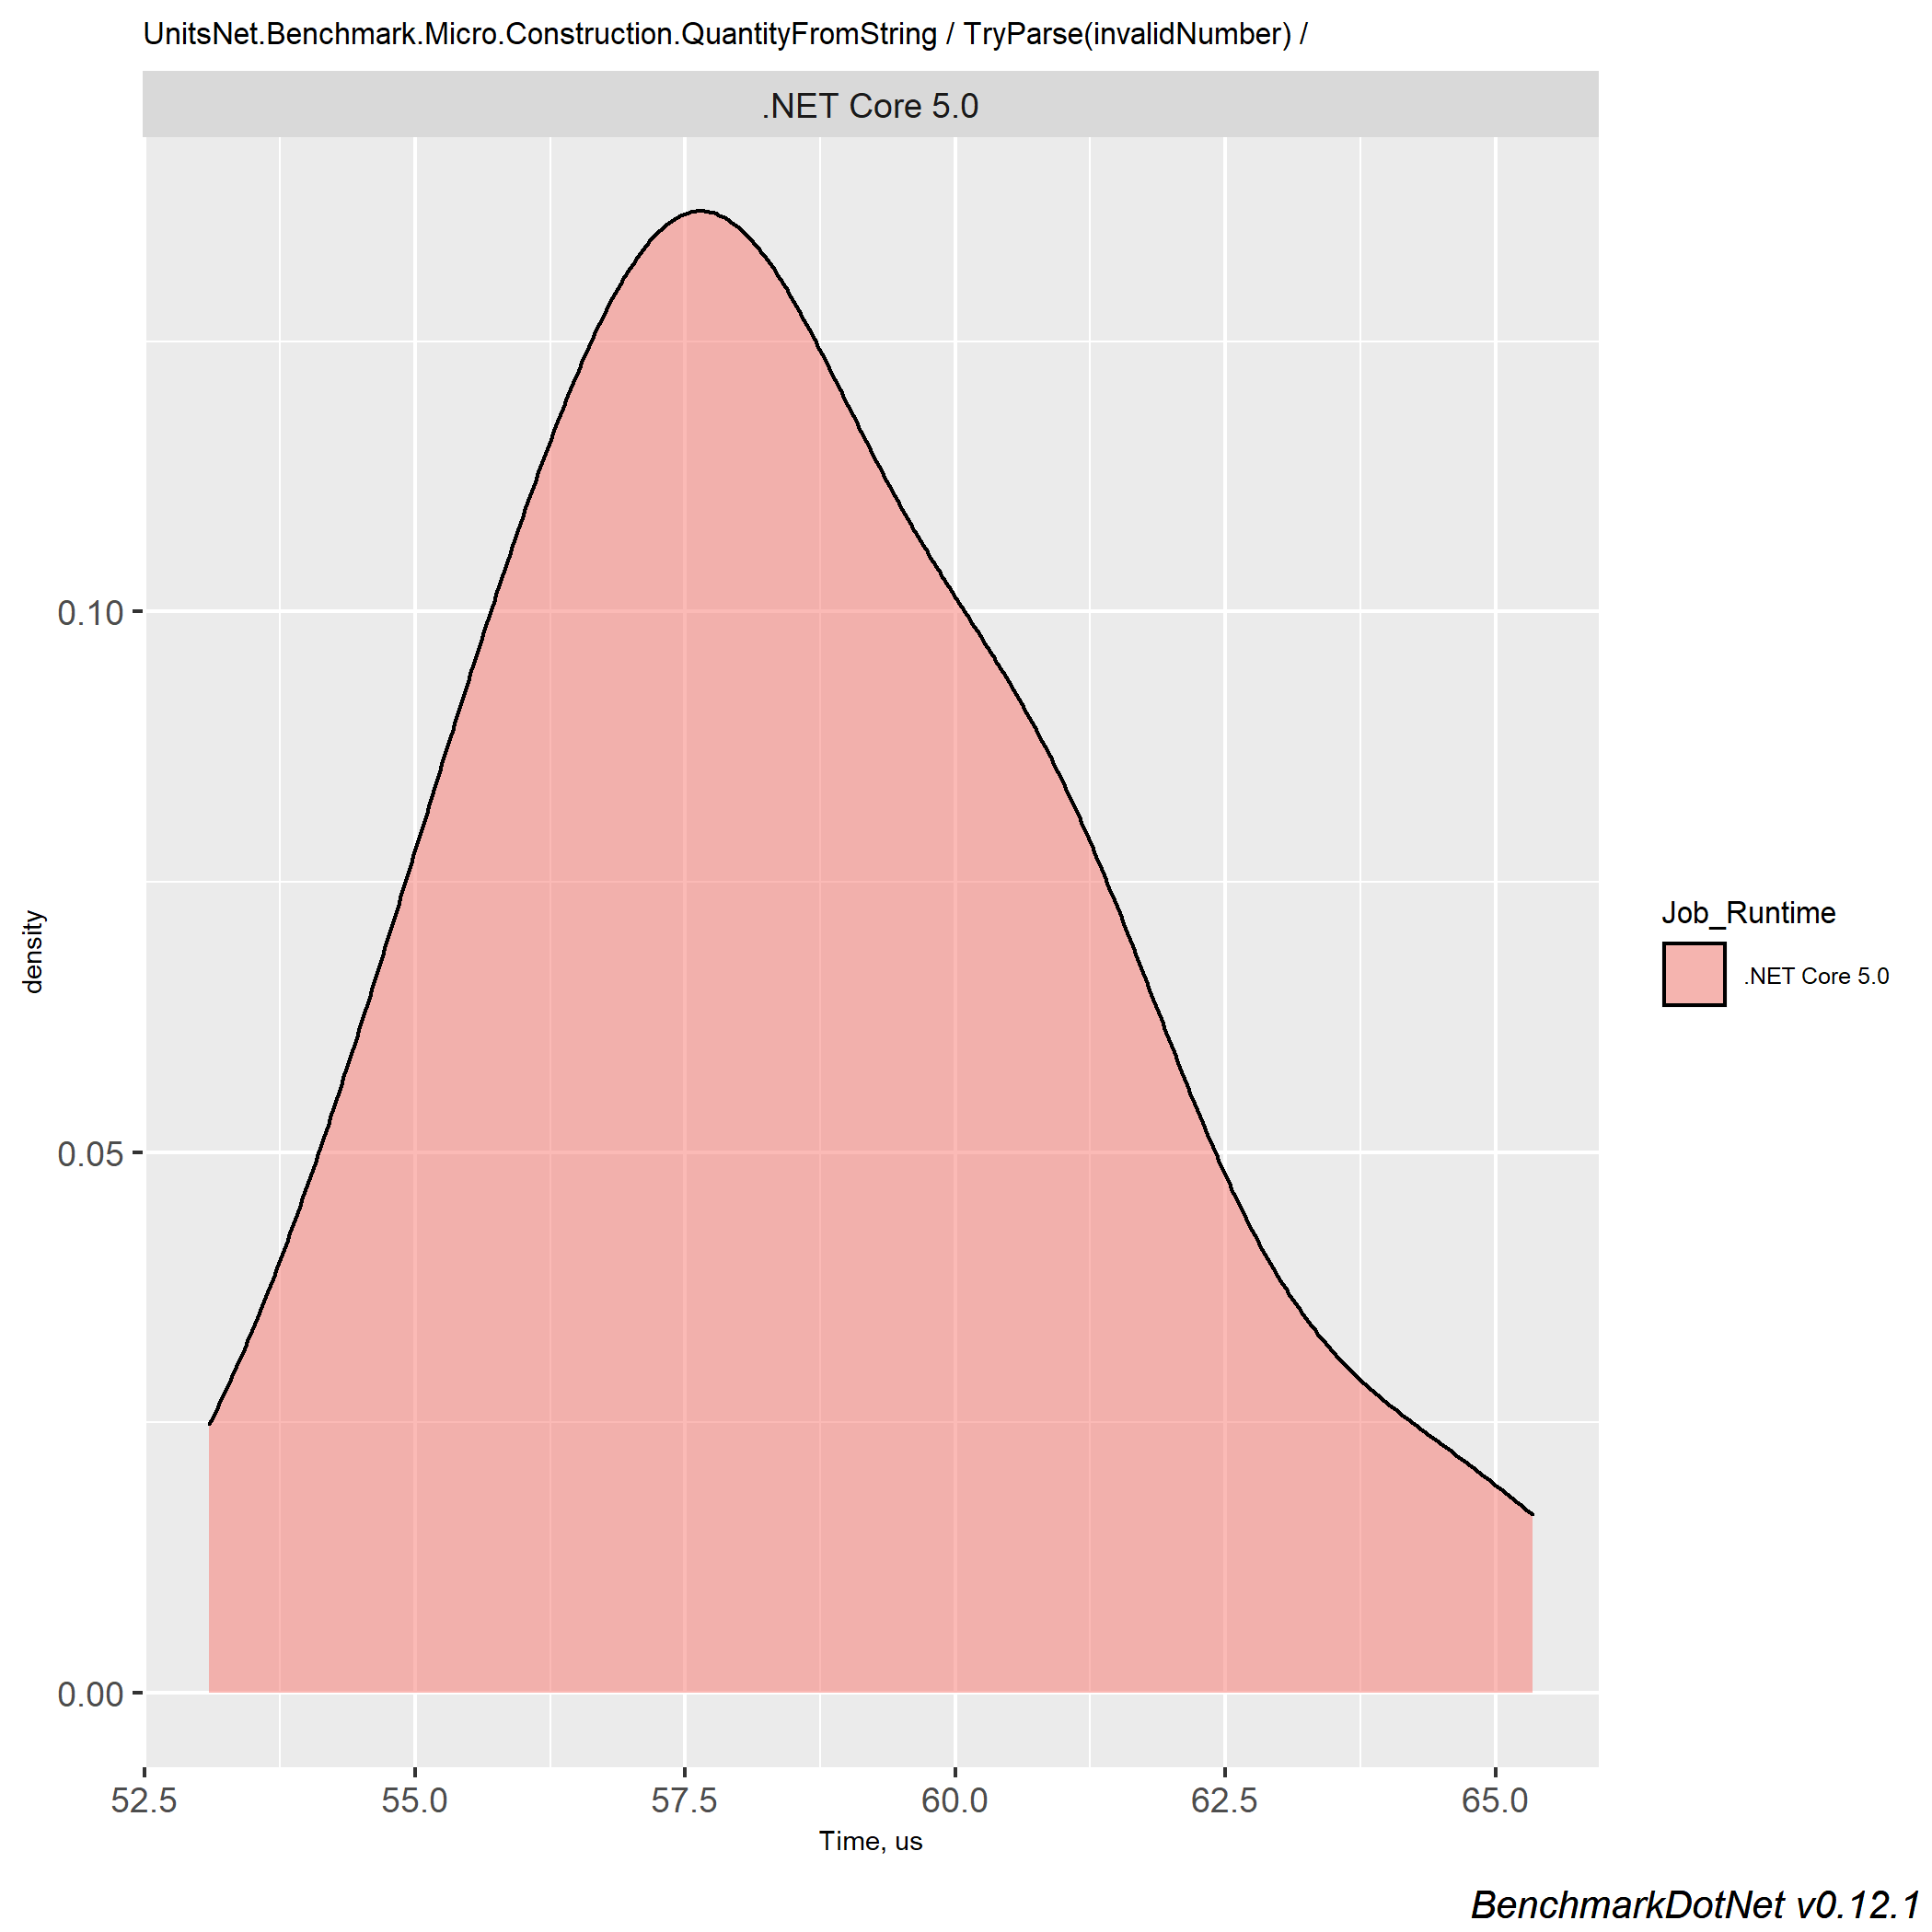 UnitsNet.Benchmark.Micro.Construction.QuantityFromString / TryParse(invalidNumber) /
.NET Core 5.0
0.10
0.05
0.00
density
52.5 55.0 57.5 60.0 62.5 65.0
Time, us
Job_Runtime
.NET Core 5.0
BenchmarkDotNet v0.12.1